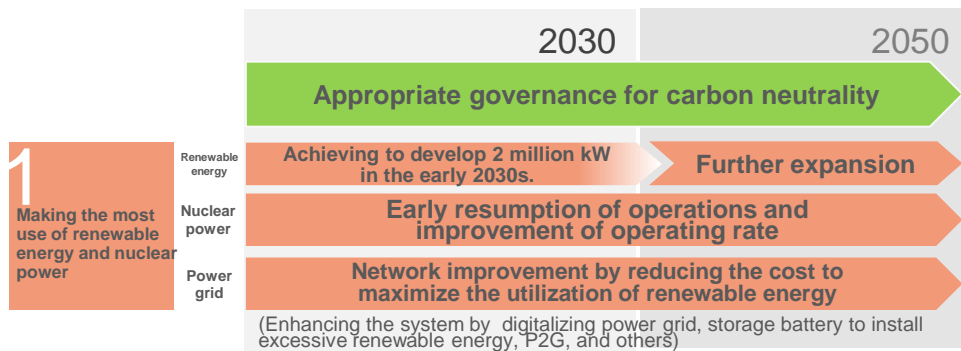 2030
2050
Appropriate governance for carbon neutrality
1
Making the most
use of renewable
energy and nuclear
power
Renewable
energy
Achieving to develop 2 million kW
in the early 2030s.
Further expansion
Nuclear
power
Early resumption of operations and
improvement of operating rate
Power
grid
Network improvement by reducing the cost to
maximize the utilization of renewable energy
(Enhancing the system by digitalizing power grid, storage battery to install
excessive renewable energy, P2G, and others)